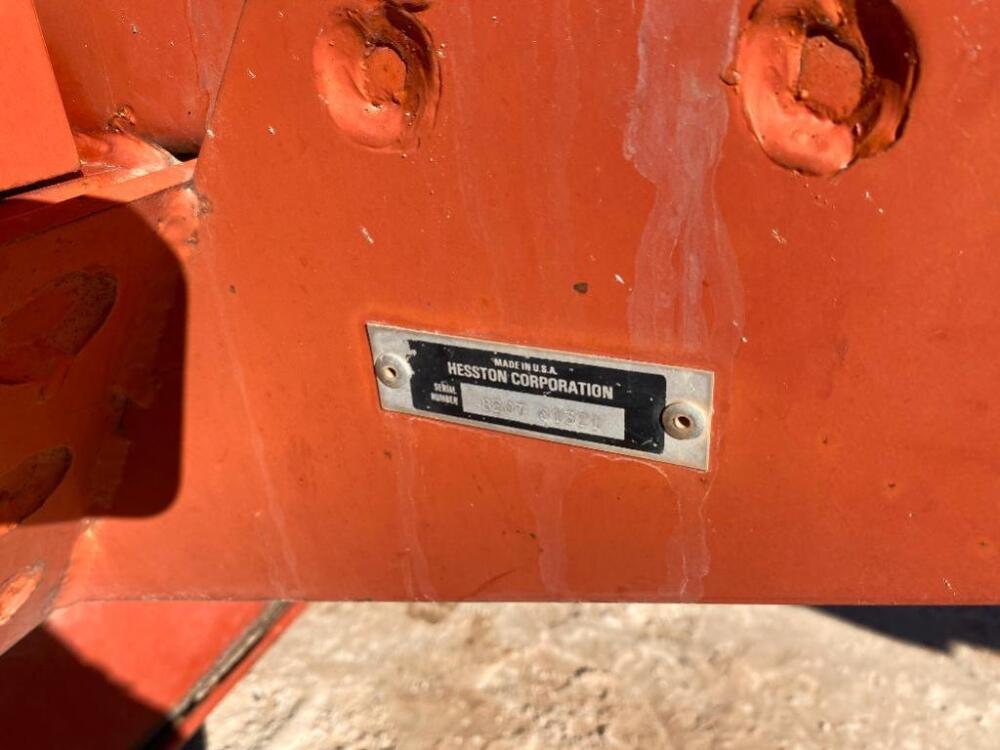 MADE IN U.S.A.
HESSTON CORPORATION
SERIAL
NUMBER